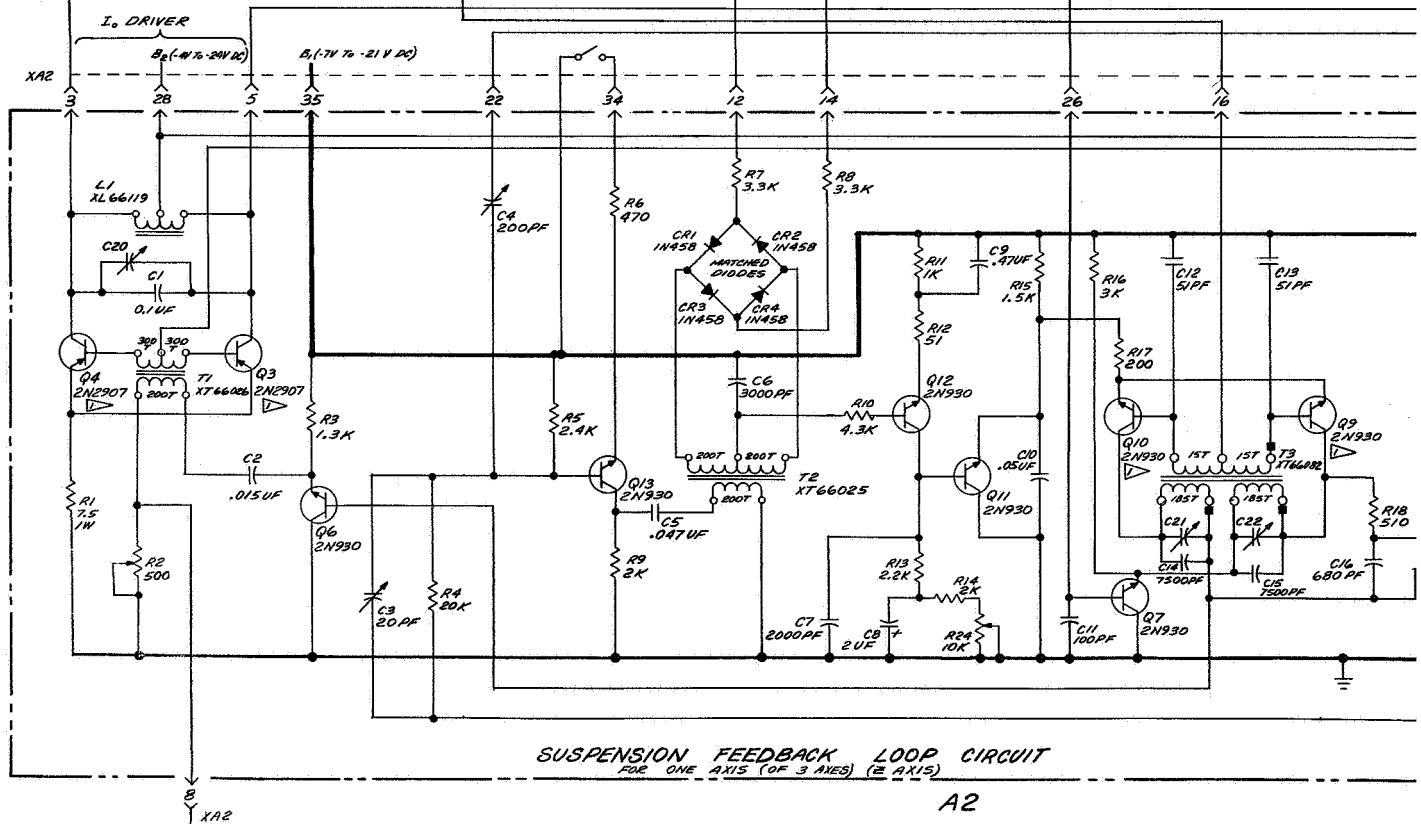 I₀ DRIVER
B₂ (-4V TO -24V DC)
B₁ (-7V TO -21 V DC)
XA2
3
28
5
35
22
34
12
14
26
16
L1
XL66119
C20
C1
0.1UF
300
T
300
T
200T
T1
XT66026
Q4
2N2907
1
Q3
2N2907
1
R1
7.5
1W
R2
500
C2
.015UF
R3
1.3K
Q6
2N930
C3
20PF
R4
20K
C4
200PF
R5
2.4K
R6
470
Q13
2N930
C5
.047UF
R9
2K
R7
3.3K
R8
3.3K
CR1
1N458
CR2
1N458
MATCHED
DIODES
CR3
1N458
CR4
1N458
C6
3000PF
200T
200T
200T
T2
XT66025
R10
4.3K
R11
1K
C9
.47UF
R12
51
Q12
2N930
Q11
2N930
R13
2.2K
R14
2K
C7
2000PF
C8
2UF
+
R24
10K
R15
1.5K
C10
.05UF
R16
3K
R17
200
C12
51PF
C13
51PF
Q10
2N930
1
Q9
2N930
1
15T
15T
T3
XT66082
185T
185T
C21
C22
C14
7500PF
C15
7500PF
Q7
2N930
C11
100PF
R18
510
C16
680PF
SUSPENSION FEEDBACK LOOP CIRCUIT
FOR ONE AXIS (OF 3 AXES) (Z AXIS)
A2
8
XA2